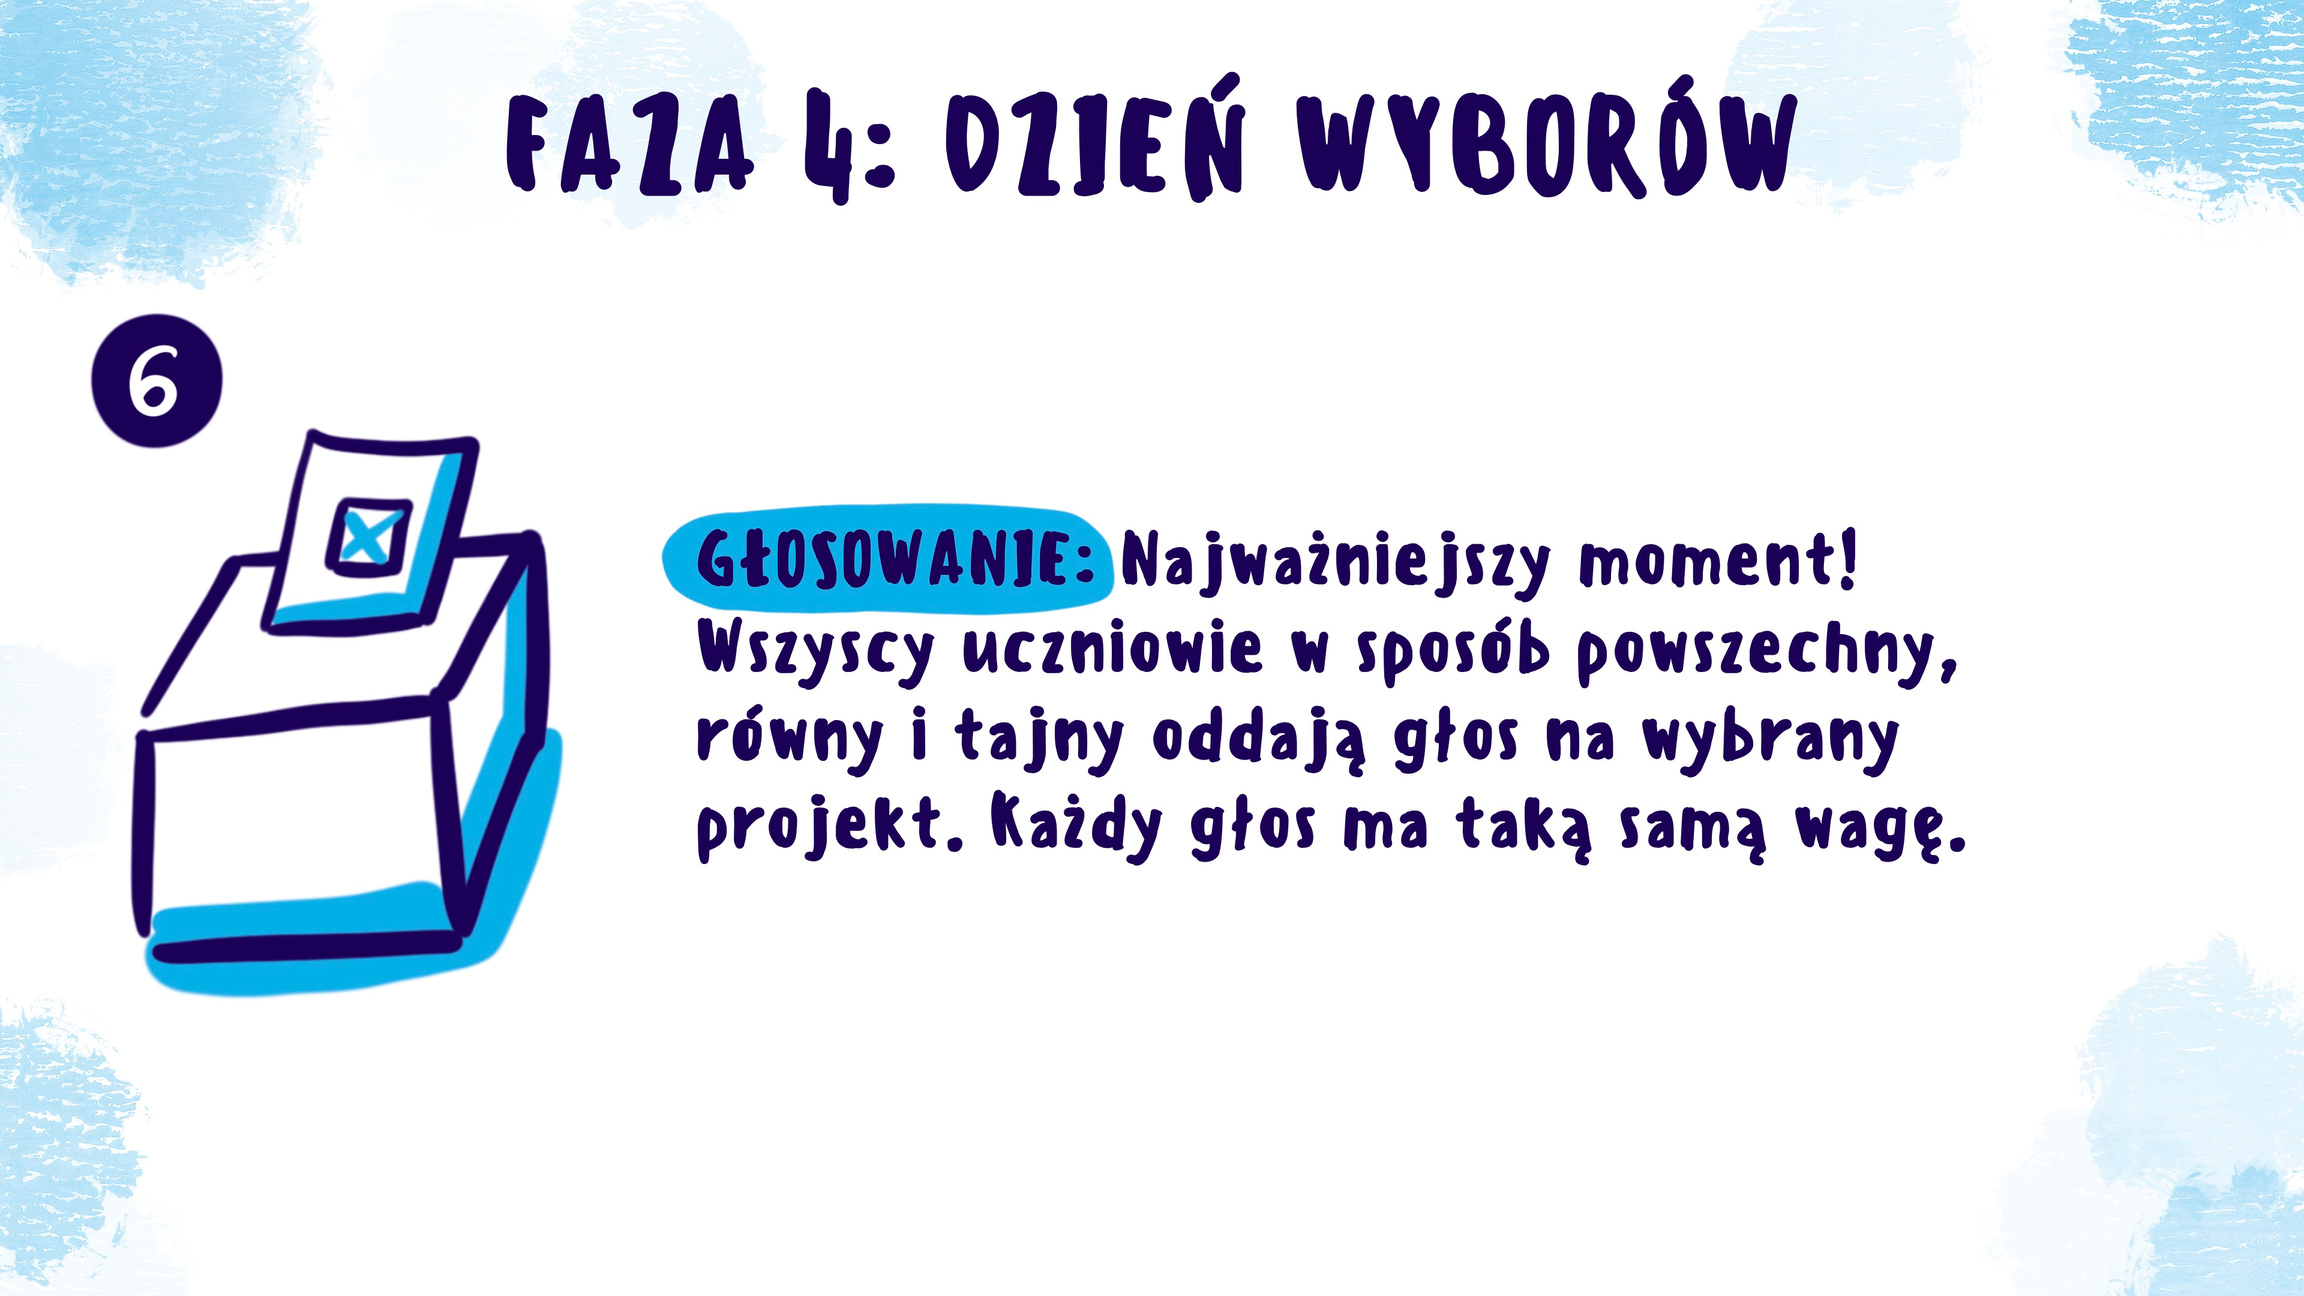 FAZA 4: DZIEŃ WYBORÓW
6
GŁOSOWANIE: Najważniejszy moment!
Wszyscy uczniowie w sposób powszechny,
równy i tajny oddają głos na wybrany
projekt. Każdy głos ma taką samą wagę.